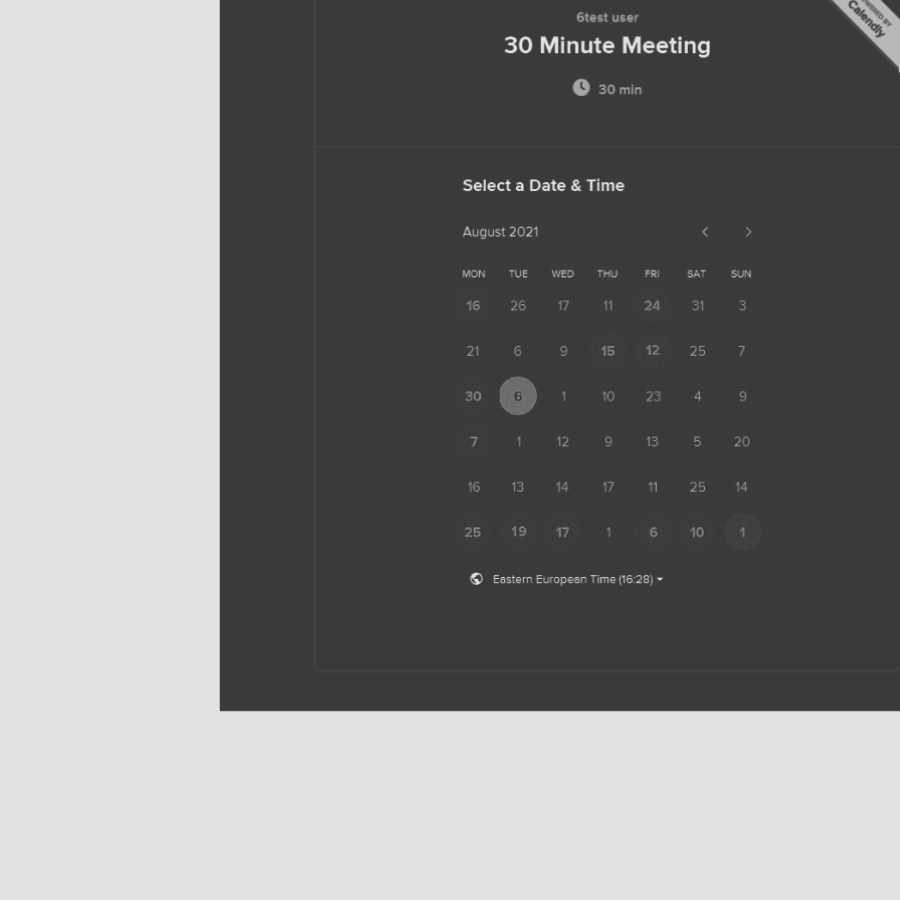 POWERED BY
Calendly
6test user
30 Minute Meeting
30 min
Select a Date & Time
August 2021
MON TUE WED THU FRI SAT SUN
16 26 17 11 24 31 3
21 6 9 15 12 25 7
30 6 1 10 23 4 9
7 1 12 9 13 5 20
16 13 14 17 11 25 14
25 19 17 1 6 10 1
Eastern European Time (16:28)